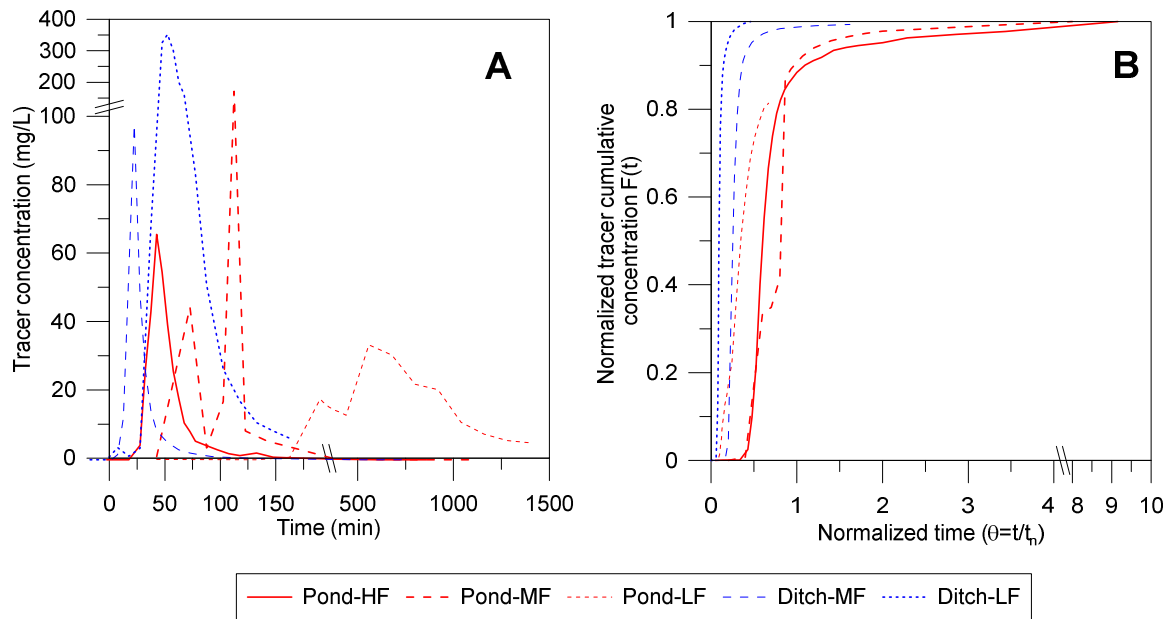 A
Tracer concentration (mg/L)
400
300
200
100
80
60
40
20
0
0 50 100 150 500 1000 1500
Time (min)
B
Normalized tracer cumulative
concentration F(t)
1
0.8
0.6
0.4
0.2
0
0 1 2 3 4 8 9 10
Normalized time (θ=t/tn)
Pond-HF Pond-MF Pond-LF Ditch-MF Ditch-LF